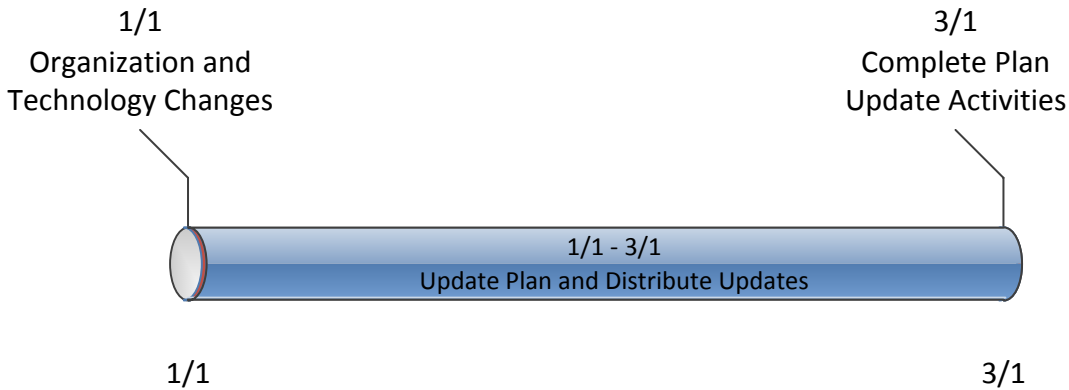 1/1
Organization and
Technology Changes
3/1
Complete Plan
Update Activities
1/1 - 3/1
Update Plan and Distribute Updates
1/1
3/1